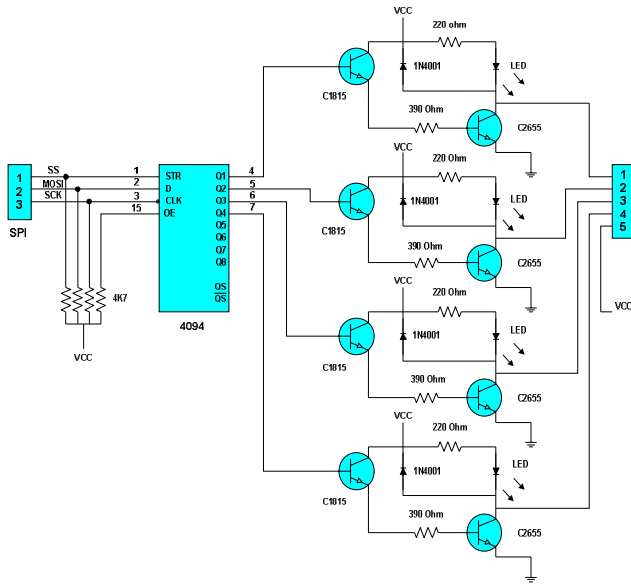 VCC
220 ohm
1N4001
LED
C1815
390 Ohm
C2655
SS
MOSI
SCK
1
2
3
SPI
1
2
3
15
STR
D
CLK
OE
Q1
Q2
Q3
Q4
Q5
Q6
Q7
Q8
QS
QS
4
5
6
7
4094
4K7
VCC
VCC
220 Ohm
1N4001
LED
C1815
390 Ohm
C2655
1
2
3
4
5
VCC
VCC
220 Ohm
1N4001
LED
C1815
390 Ohm
C2655
VCC
220 Ohm
1N4001
LED
C1815
390 Ohm
C2655